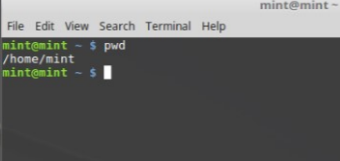 mint@mint ~
File Edit View Search Terminal Help
mint@mint ~ $ pwd
/home/mint
mint@mint ~ $